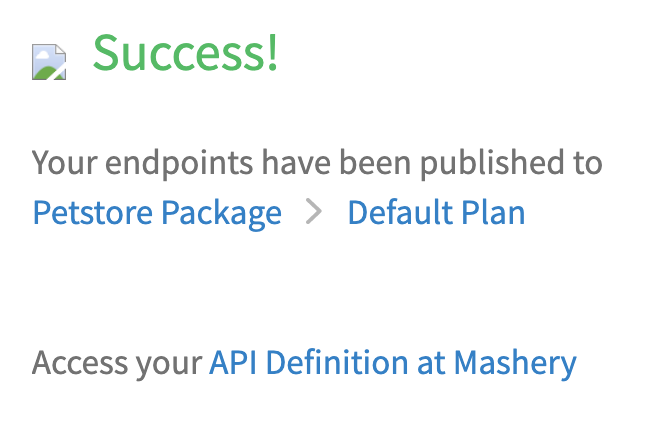 Success!
Your endpoints have been published to
Petstore Package > Default Plan
Access your API Definition at Mashery